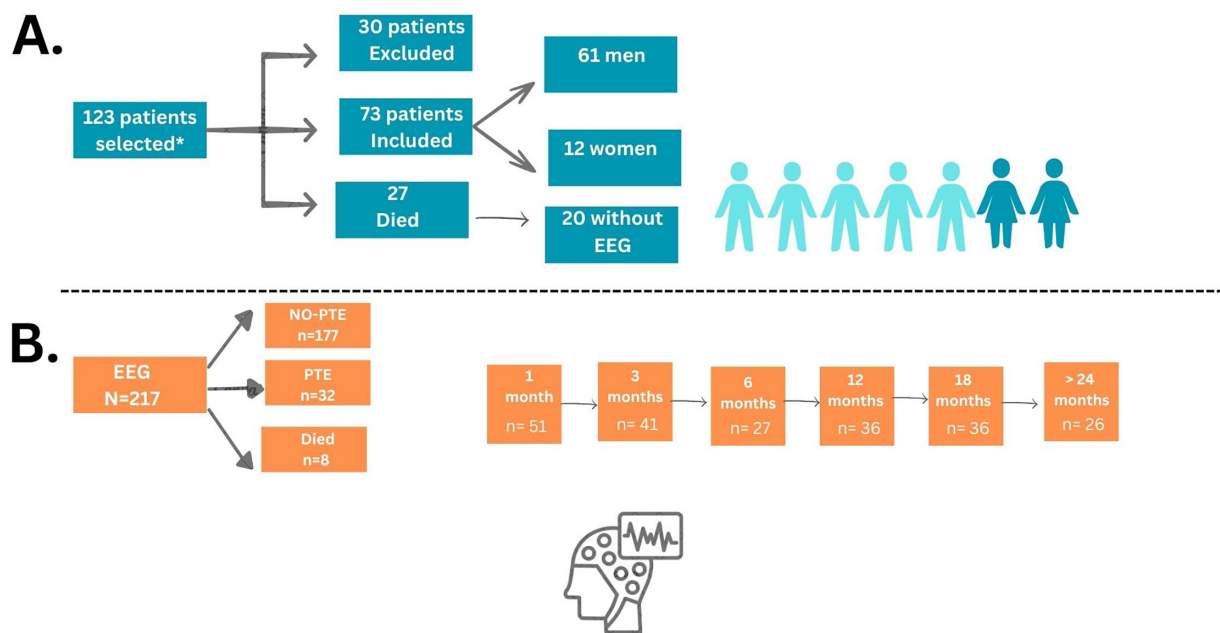 A.
30 patients
Excluded
61 men
123 patients
selected*
73 patients
Included
12 women
27
Died
20 without
EEG
B.
NO-PTE
n=177
EEG
N=217
PTE
n=32
Died
n=8
1
month
n= 51
3
months
n= 41
6
months
n= 27
12
months
n= 36
18
months
n= 36
> 24
months
n= 26